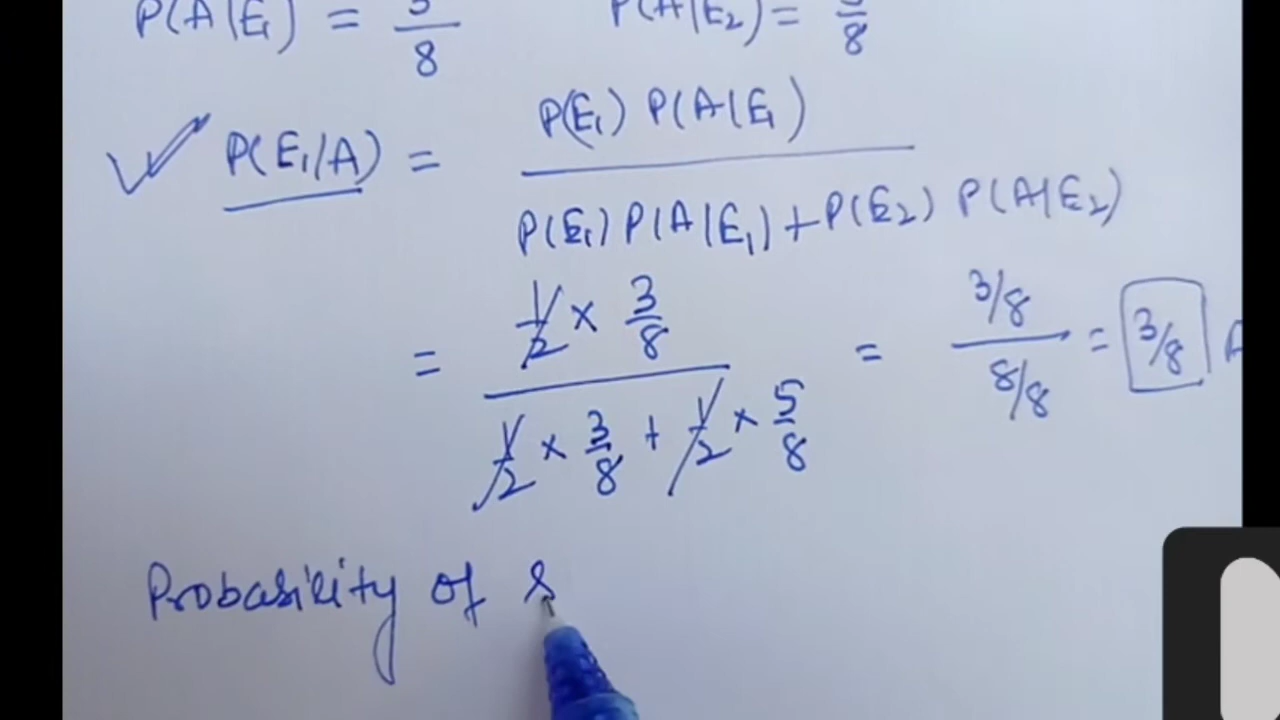 P(A|E₁) = 3/8 P(A|E₂) = 5/8
P(E₁) P(A|E₁)
P(E₁/A) =
P(E₁) P(A|E₁) + P(E₂) P(A|E₂)
= (1/2 × 3/8) / (1/2 × 3/8 + 1/2 × 5/8) = (3/8) / (8/8) = 3/8
Probability of s